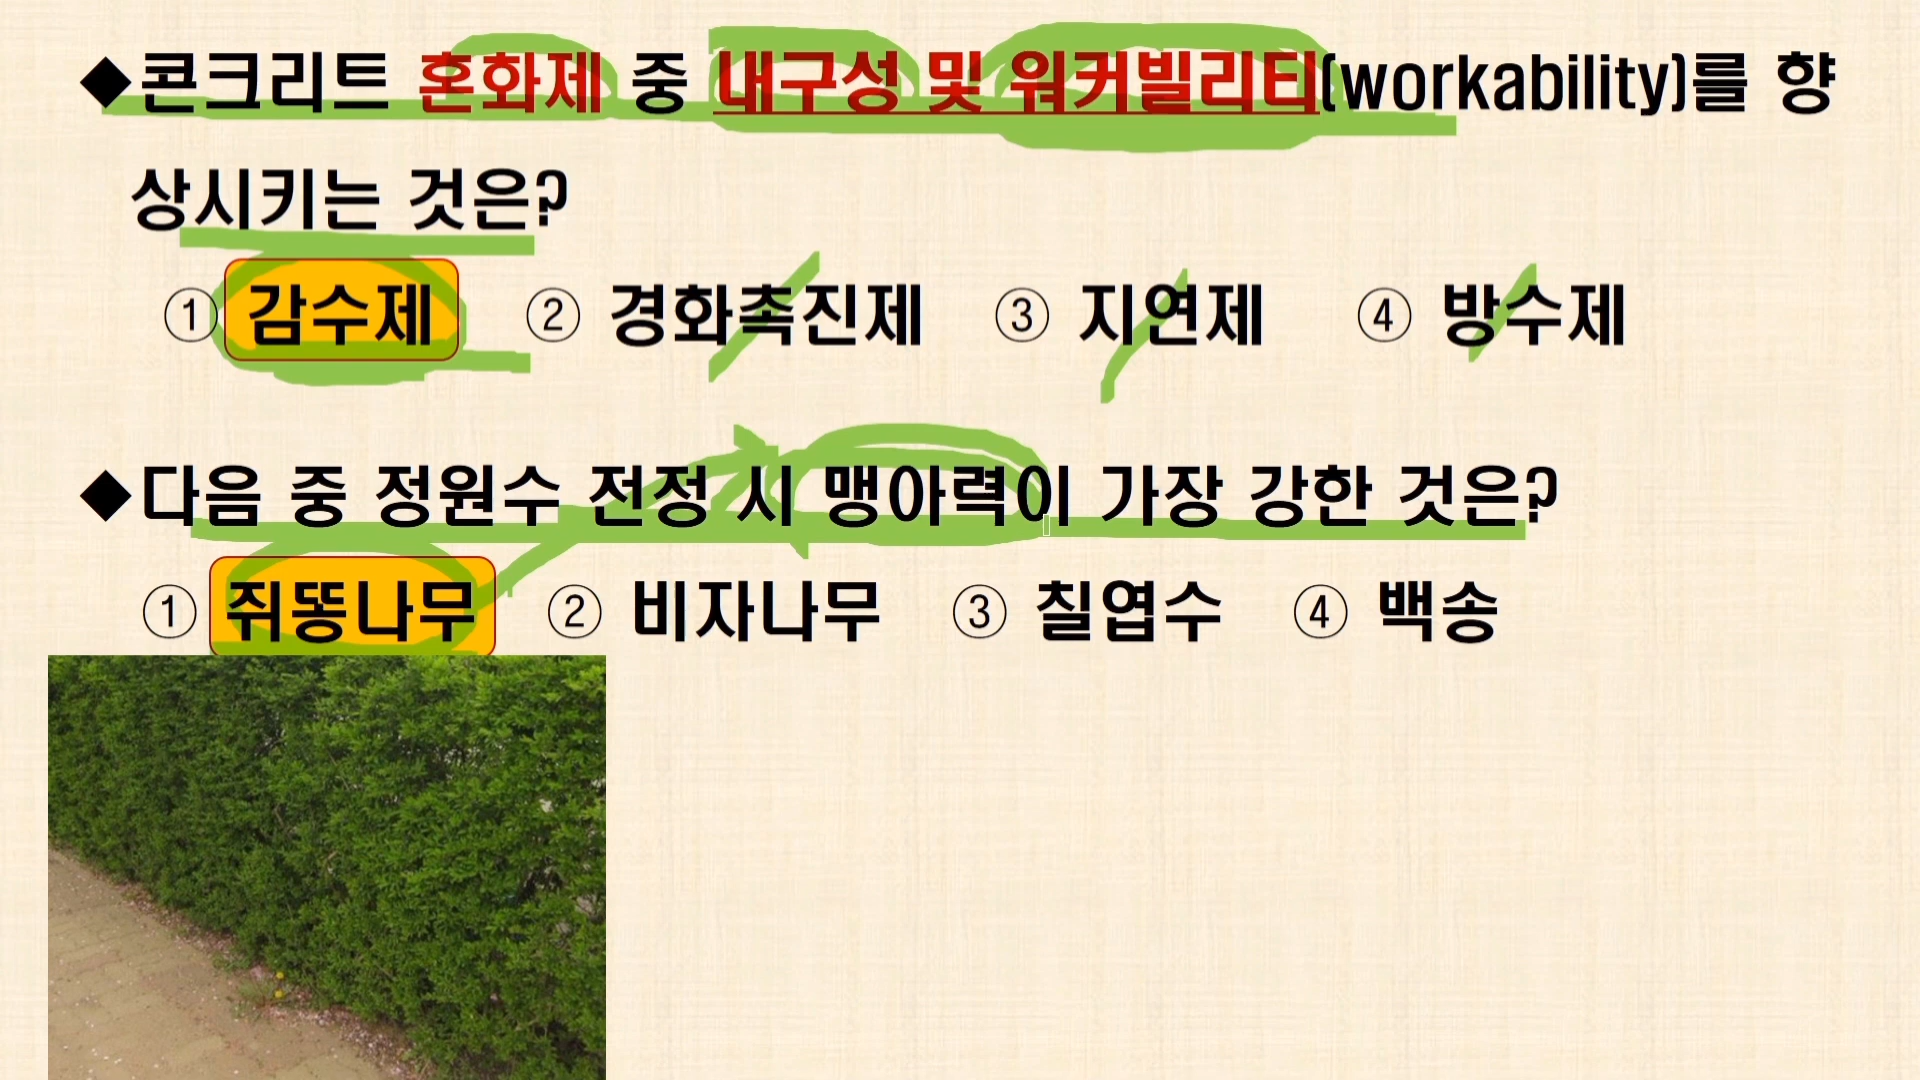 ◆콘크리트 혼화제 중 내구성 및 워커빌리티(workability)를 향
상시키는 것은?
① 감수제 ② 경화촉진제 ③ 지연제 ④ 방수제
◆다음 중 정원수 전정 시 맹아력이 가장 강한 것은?
① 쥐똥나무 ② 비자나무 ③ 칠엽수 ④ 백송